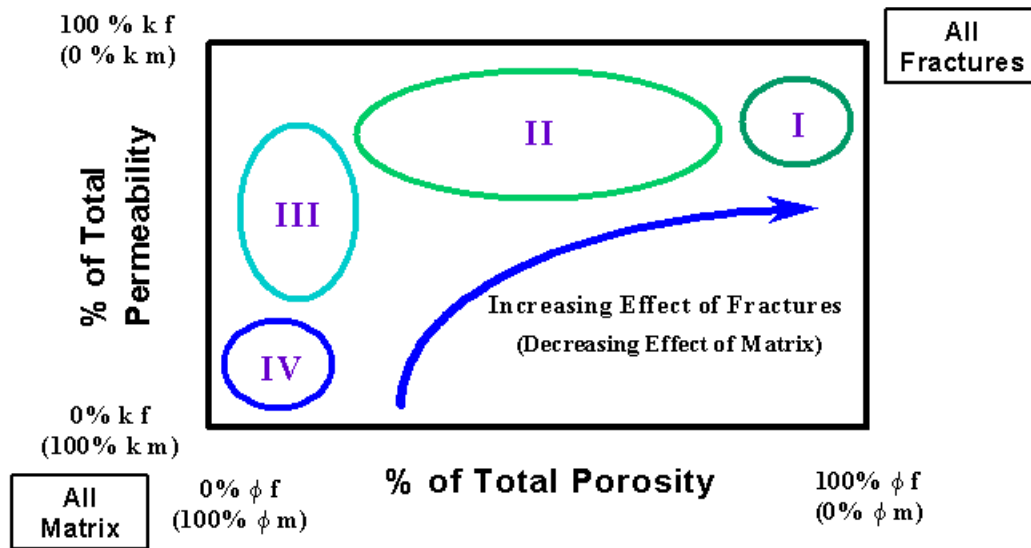 100 % k f
(0 % k m)
All
Fractures
II
I
III
% of Total
Permeability
Increasing Effect of Fractures
(Decreasing Effect of Matrix)
IV
0% k f
(100% k m)
% of Total Porosity
All
Matrix
0% ϕ f
(100% ϕ m)
100% ϕ f
(0% ϕ m)